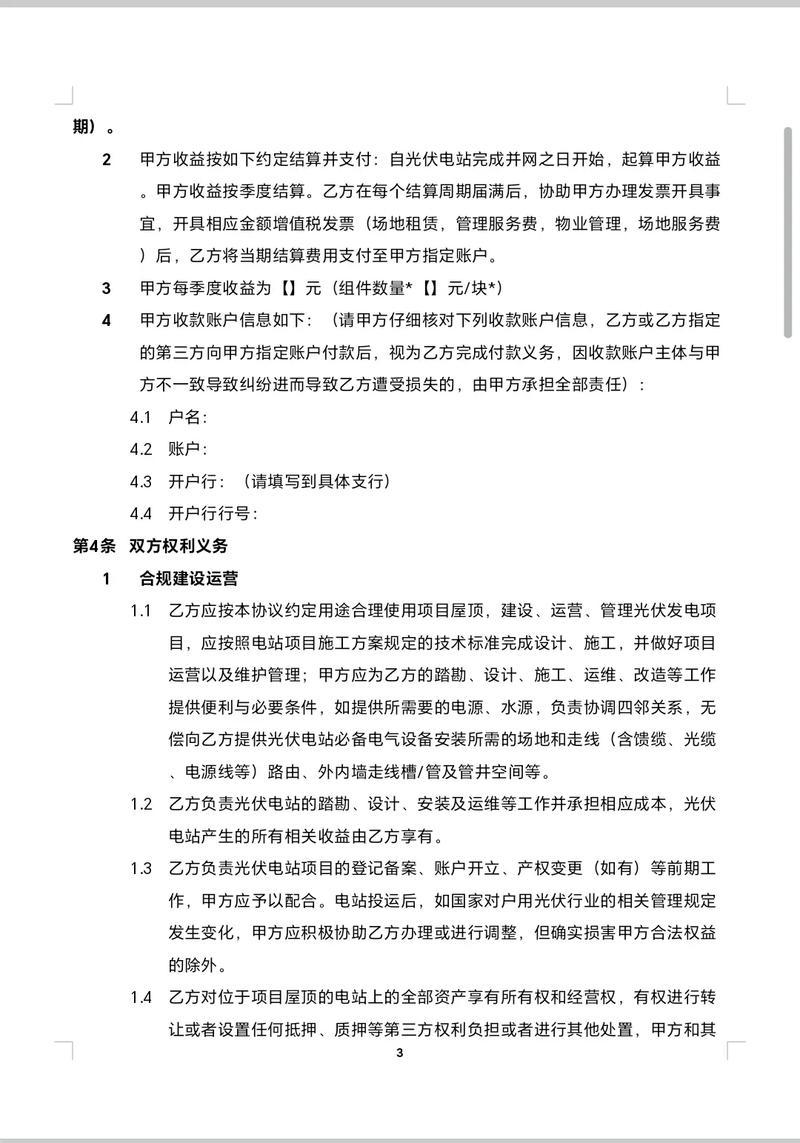 期）。
2 甲方收益按如下约定结算并支付：自光伏电站完成并网之日开始，起算甲方收益
。甲方收益按季度结算。乙方在每个结算周期届满后，协助甲方办理发票开具事
宜，开具相应金额增值税发票（场地租赁，管理服务费，物业管理，场地服务费
）后，乙方将当期结算费用支付至甲方指定账户。
3 甲方每季度收益为【】元（组件数量*【】元/块*）
4 甲方收款账户信息如下：（请甲方仔细核对下列收款账户信息，乙方或乙方指定
的第三方向甲方指定账户付款后，视为乙方完成付款义务，因收款账户主体与甲
方不一致导致纠纷进而导致乙方遭受损失的，由甲方承担全部责任）：
4.1 户名：
4.2 账户：
4.3 开户行：（请填写到具体支行）
4.4 开户行行号：
第4条 双方权利义务
1 合规建设运营
1.1 乙方应按本协议约定用途合理使用项目屋顶，建设、运营、管理光伏发电项
目，应按照电站项目施工方案规定的技术标准完成设计、施工，并做好项目
运营以及维护管理；甲方应为乙方的踏勘、设计、施工、运维、改造等工作
提供便利与必要条件，如提供所需要的电源、水源，负责协调四邻关系，无
偿向乙方提供光伏电站必备电气设备安装所需的场地和走线（含馈缆、光缆
、电源线等）路由、外内墙走线槽/管及管井空间等。
1.2 乙方负责光伏电站的踏勘、设计、安装及运维等工作并承担相应成本，光伏
电站产生的所有相关收益由乙方享有。
1.3 乙方负责光伏电站项目的登记备案、账户开立、产权变更（如有）等前期工
作，甲方应予以配合。电站投运后，如国家对户用光伏行业的相关管理规定
发生变化，甲方应积极协助乙方办理或进行调整，但确实损害甲方合法权益
的除外。
1.4 乙方对位于项目屋顶的电站上的全部资产享有所有权和经营权，有权进行转
让或者设置任何抵押、质押等第三方权利负担或者进行其他处置，甲方和其
3